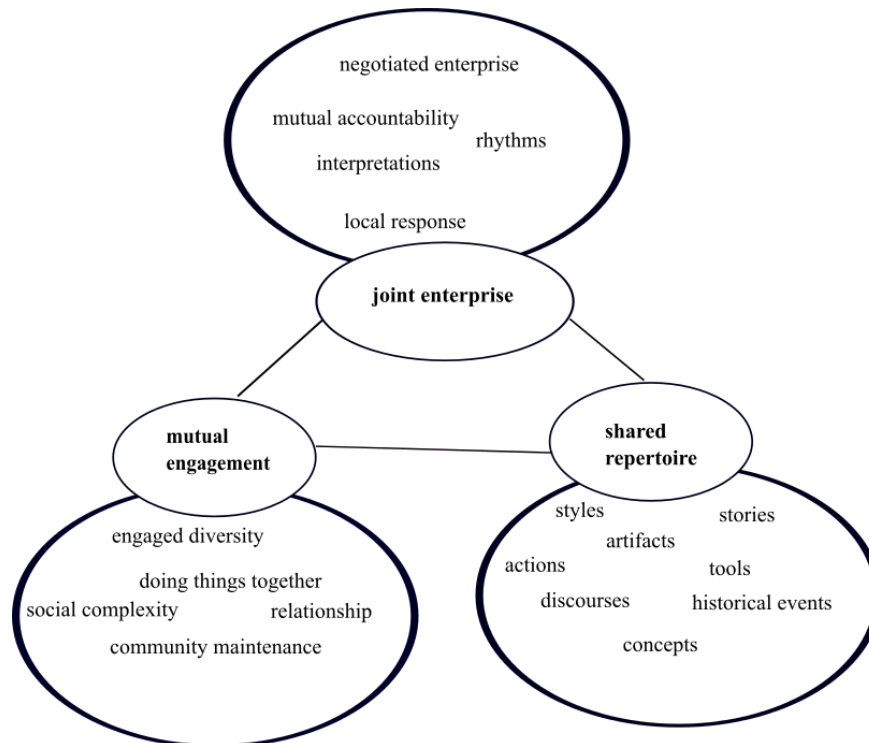 negotiated enterprise
mutual accountability
rhythms
interpretations
local response
joint enterprise
mutual
engagement
shared
repertoire
engaged diversity
doing things together
social complexity
relationship
community maintenance
styles
stories
artifacts
actions
tools
discourses
historical events
concepts